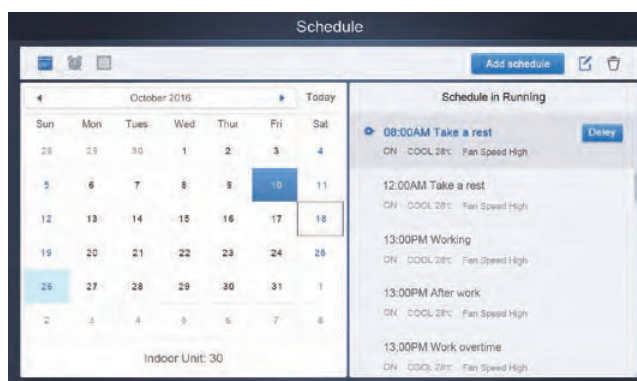 Schedule
Add schedule
October 2016 Today
Sun Mon Tues Wed Thur Fri Sat
28 29 30 1 2 3 4
5 6 7 8 9 10 11
12 13 14 15 16 17 18
19 20 21 22 23 24 25
26 27 28 29 30 31 1
2 3 4 5 6 7 8
Indoor Unit: 30
Schedule in Running
08:00AM Take a rest Deley
ON COOL 28℃ Fan Speed High
12:00AM Take a rest
ON COOL 28℃ Fan Speed High
13:00PM Working
ON COOL 28℃ Fan Speed High
13:00PM After work
ON COOL 28℃ Fan Speed High
13:00PM Work overtime
ON COOL 28℃ Fan Speed High